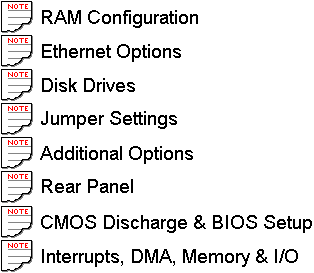 NOTE RAM Configuration
NOTE Ethernet Options
NOTE Disk Drives
NOTE Jumper Settings
NOTE Additional Options
NOTE Rear Panel
NOTE CMOS Discharge & BIOS Setup
NOTE Interrupts, DMA, Memory & I/O